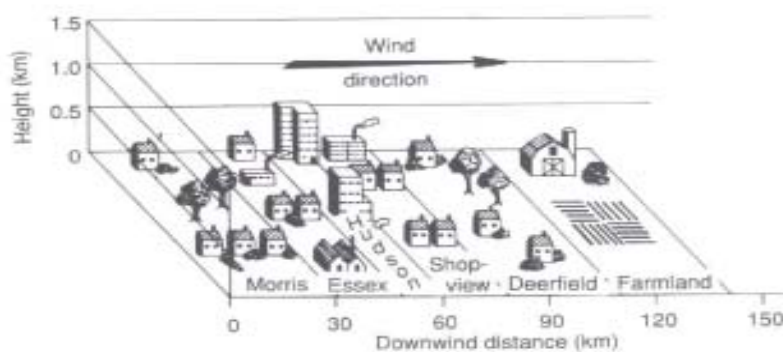 1.5
Wind
1.0
direction
0.5
0
Height (km)
Hudson
Shop-
Morris Essex view Deerfield Farmland
0 30 60 90 120 150
Downwind distance (km)